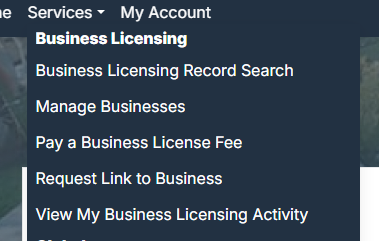 Services My Account
Business Licensing
Business Licensing Record Search
Manage Businesses
Pay a Business License Fee
Request Link to Business
View My Business Licensing Activity